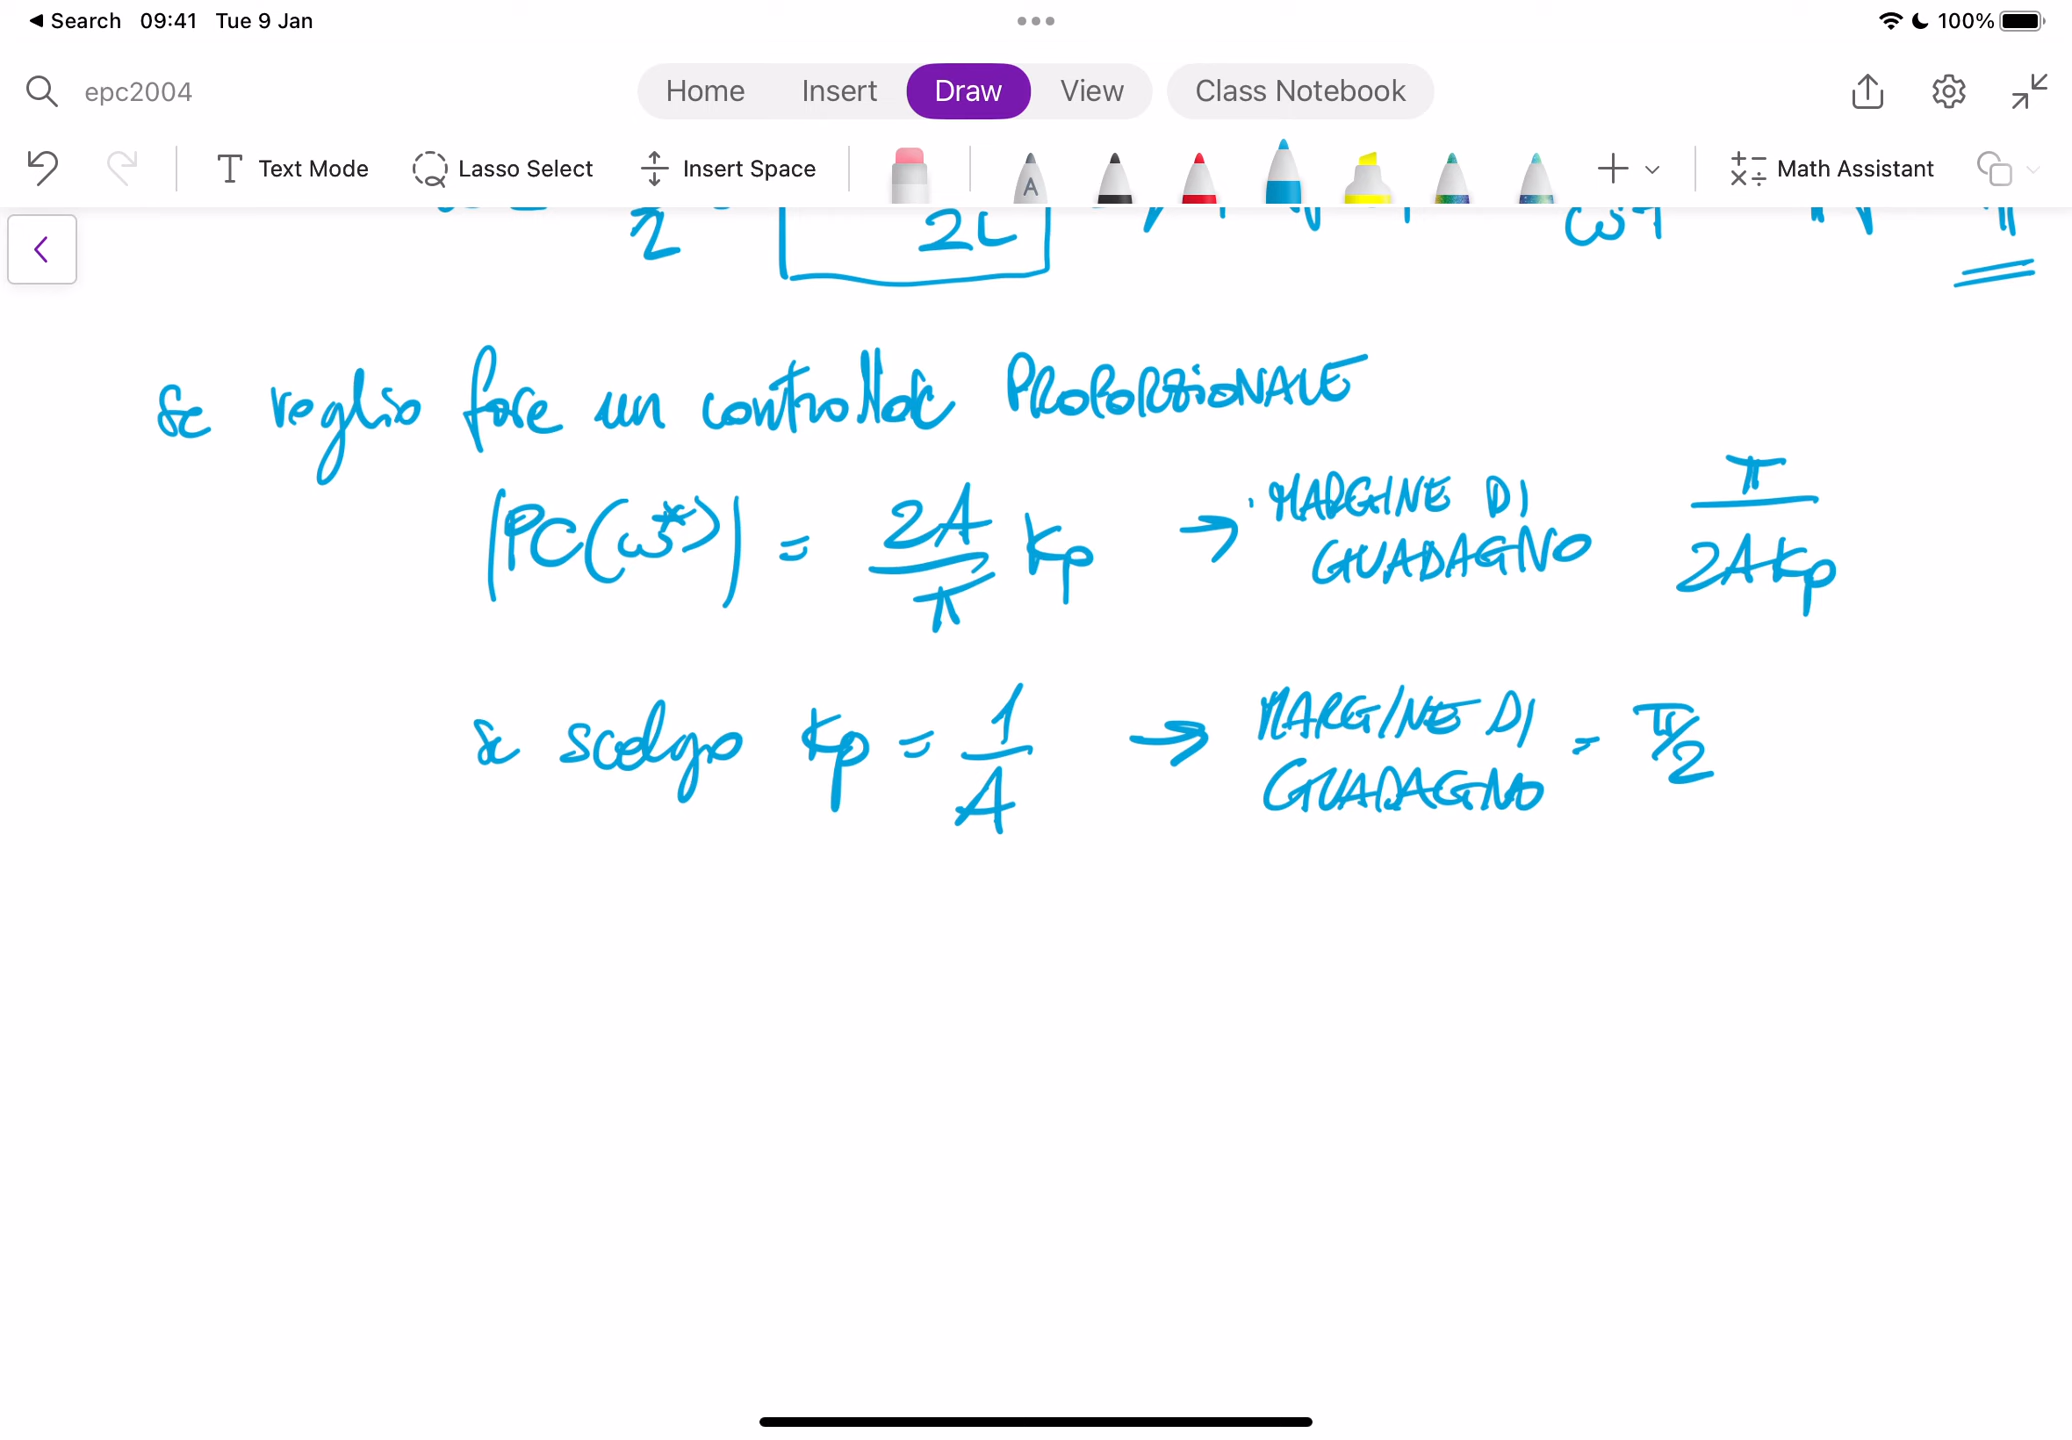 Search 09:41 Tue 9 Jan 100%
epc2004 Home Insert Draw View Class Notebook
Text Mode Lasso Select Insert Space A Math Assistant
2 2L ω*T π
se voglio fare un controllore PROPORZIONALE
|PC(ω*)| = 2A/π Kp → MARGINE DI GUADAGNO π/2AKp
se scelgo Kp = 1/A → MARGINE DI GUADAGNO = π/2